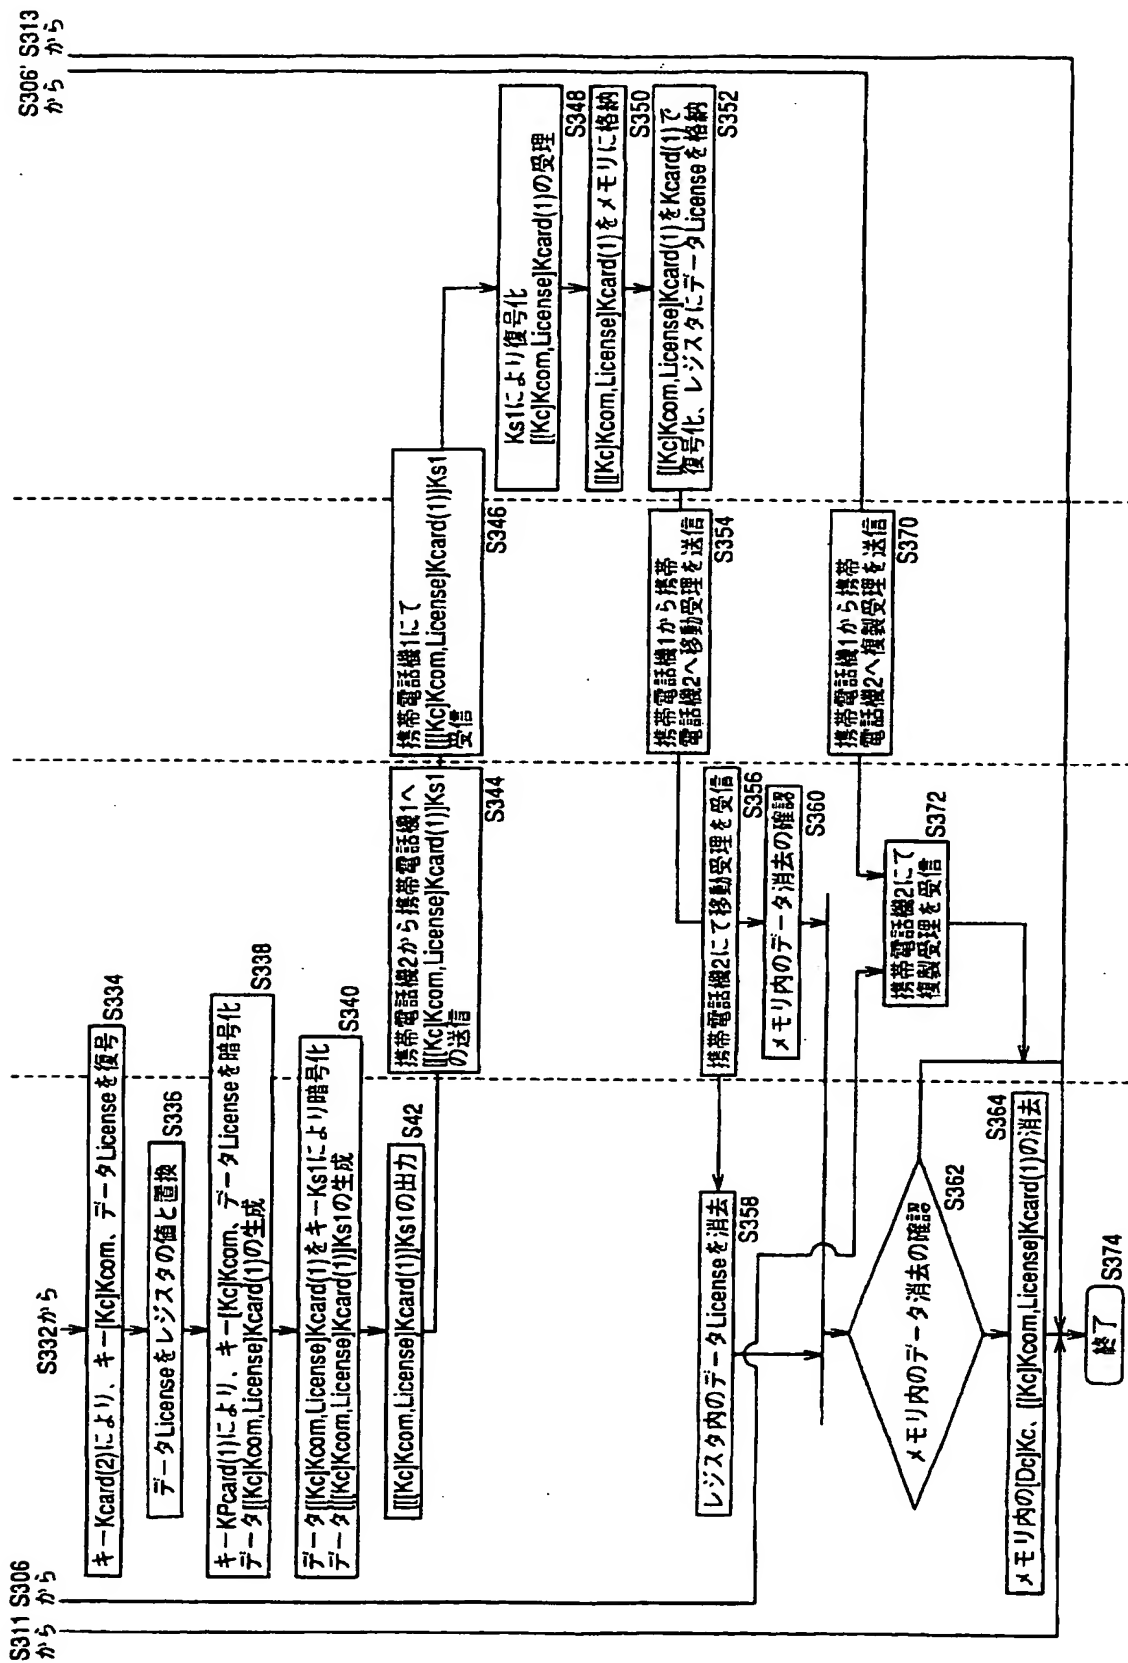 S332から
キーKcard(2)により、キー[Kc]Kcom、データLicenseを復号
S334
データLicenseをレジスタの値と置換
S336
キーKPcard(1)により、キー[Kc]Kcom、データLicenseを暗号化
データ[[Kc]Kcom,License]Kcard(1)の生成
S338
データ[[Kc]Kcom,License]Kcard(1)をキーKs1により暗号化
データ[[[Kc]Kcom,License]Kcard(1)]Ks1の生成
S340
[[[Kc]Kcom,License]Kcard(1)]Ks1の出力
S42
携帯電話機2から携帯電話機1へ
[[[Kc]Kcom,License]Kcard(1)]Ks1
の送信
S344
携帯電話機1にて
[[[Kc]Kcom,License]Kcard(1)]Ks1
受信
S346
Ks1により復号化
[[Kc]Kcom,License]Kcard(1)の受理
S348
[[Kc]Kcom,License]Kcard(1)をメモリに格納
S350
[[Kc]Kcom,License]Kcard(1)をKcard(1)で
復号化、レジスタにデータLicenseを格納
S352
携帯電話機1から携帯
電話機2へ移動受理を送信
S354
携帯電話機2にて移動受理を受信
S356
レジスタ内のデータLicenseを消去
S358
メモリ内のデータ消去の確認
S360
メモリ内のデータ消去の確認
S362
メモリ内の[Dc]Kc、[[Kc]Kcom,License]Kcard(1)の消去
S364
携帯電話機1から携帯
電話機2へ複製受理を送信
S370
携帯電話機2にて
複製受理を受信
S372
終了
S374
S311
から
S306
から
S306'
から
S313
から